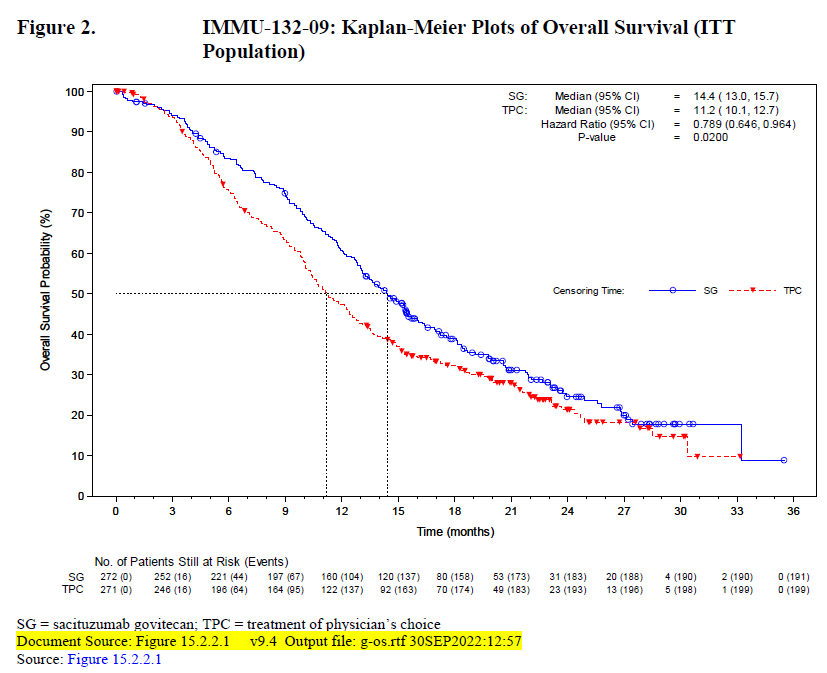 Figure 2. IMMU-132-09: Kaplan-Meier Plots of Overall Survival (ITT
Population)
SG: Median (95% CI) = 14.4 ( 13.0, 15.7)
TPC: Median (95% CI) = 11.2 ( 10.1, 12.7)
Hazard Ratio (95% CI) = 0.789 (0.646, 0.964)
P-value = 0.0200
Overall Survival Probability (%)
100
90
80
70
60
50
40
30
20
10
0
Censoring Time: SG TPC
0 3 6 9 12 15 18 21 24 27 30 33 36
Time (months)
No. of Patients Still at Risk (Events)
SG 272 (0) 252 (16) 221 (44) 197 (67) 160 (104) 120 (137) 80 (158) 53 (173) 31 (183) 20 (188) 4 (190) 2 (190) 0 (191)
TPC 271 (0) 246 (16) 196 (64) 164 (95) 122 (137) 92 (163) 70 (174) 49 (183) 23 (193) 13 (196) 5 (198) 1 (199) 0 (199)
SG = sacituzumab govitecan; TPC = treatment of physician’s choice
Document Source: Figure 15.2.2.1 v9.4 Output file: g-os.rtf 30SEP2022:12:57
Source: Figure 15.2.2.1